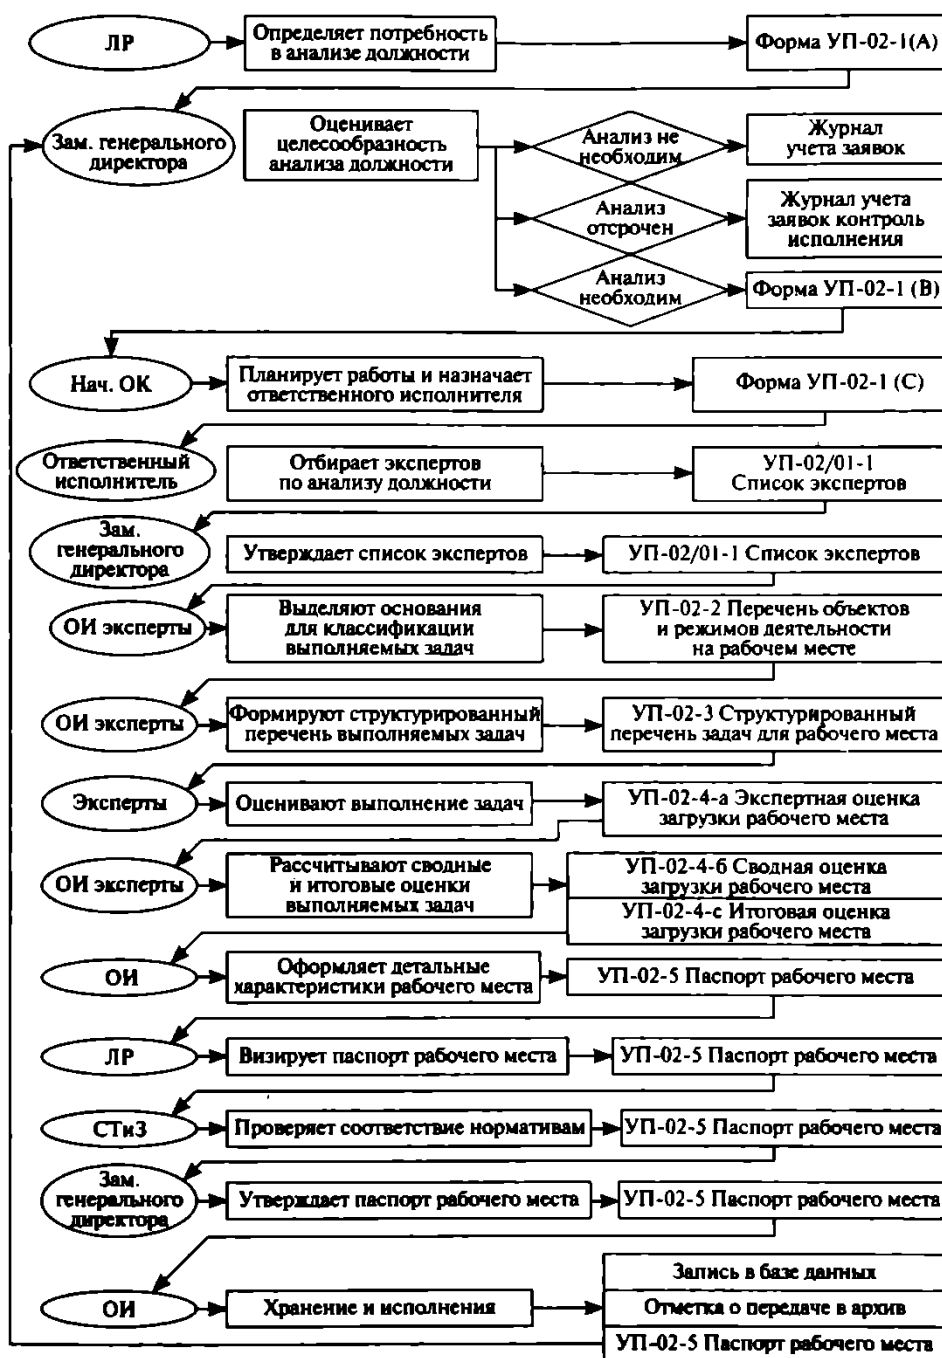 ЛР
Определяет потребность
в анализе должности
Форма УП-02-1(А)
Зам. генерального
директора
Оценивает
целесообразность
анализа должности
Анализ не
необходим
Журнал
учета заявок
Анализ
отсрочен
Журнал учета
заявок контроль
исполнения
Анализ
необходим
Форма УП-02-1 (В)
Нач. ОК
Планирует работы и назначает
ответственного исполнителя
Форма УП-02-1 (С)
Ответственный
исполнитель
Отбирает экспертов
по анализу должности
УП-02/01-1
Список экспертов
Зам.
генерального
директора
Утверждает список экспертов
УП-02/01-1 Список экспертов
ОИ эксперты
Выделяют основания
для классификации
выполняемых задач
УП-02-2 Перечень объектов
и режимов деятельности
на рабочем месте
ОИ эксперты
Формируют структурированный
перечень выполняемых задач
УП-02-3 Структурированный
перечень задач для рабочего места
Эксперты
Оценивают выполнение задач
УП-02-4-а Экспертная оценка
загрузки рабочего места
ОИ эксперты
Рассчитывают сводные
и итоговые оценки
выполняемых задач
УП-02-4-б Сводная оценка
загрузки рабочего места
УП-02-4-с Итоговая оценка
загрузки рабочего места
ОИ
Оформляет детальные
характеристики рабочего места
УП-02-5 Паспорт рабочего места
ЛР
Визирует паспорт рабочего места
УП-02-5 Паспорт рабочего места
СТиЗ
Проверяет соответствие нормативам
УП-02-5 Паспорт рабочего места
Зам.
генерального
директора
Утверждает паспорт рабочего места
УП-02-5 Паспорт рабочего места
ОИ
Хранение и исполнения
Запись в базе данных
Отметка о передаче в архив
УП-02-5 Паспорт рабочего места